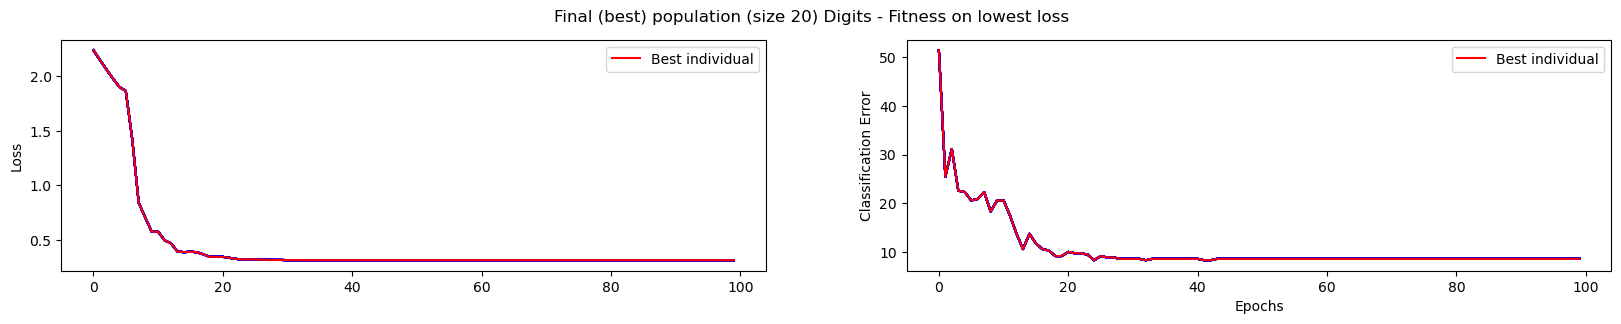 Final (best) population (size 20) Digits - Fitness on lowest loss
Loss
2.0
1.5
1.0
0.5
0 20 40 60 80 100
Best individual
Classification Error
50
40
30
20
10
0 20 40 60 80 100
Epochs
Best individual